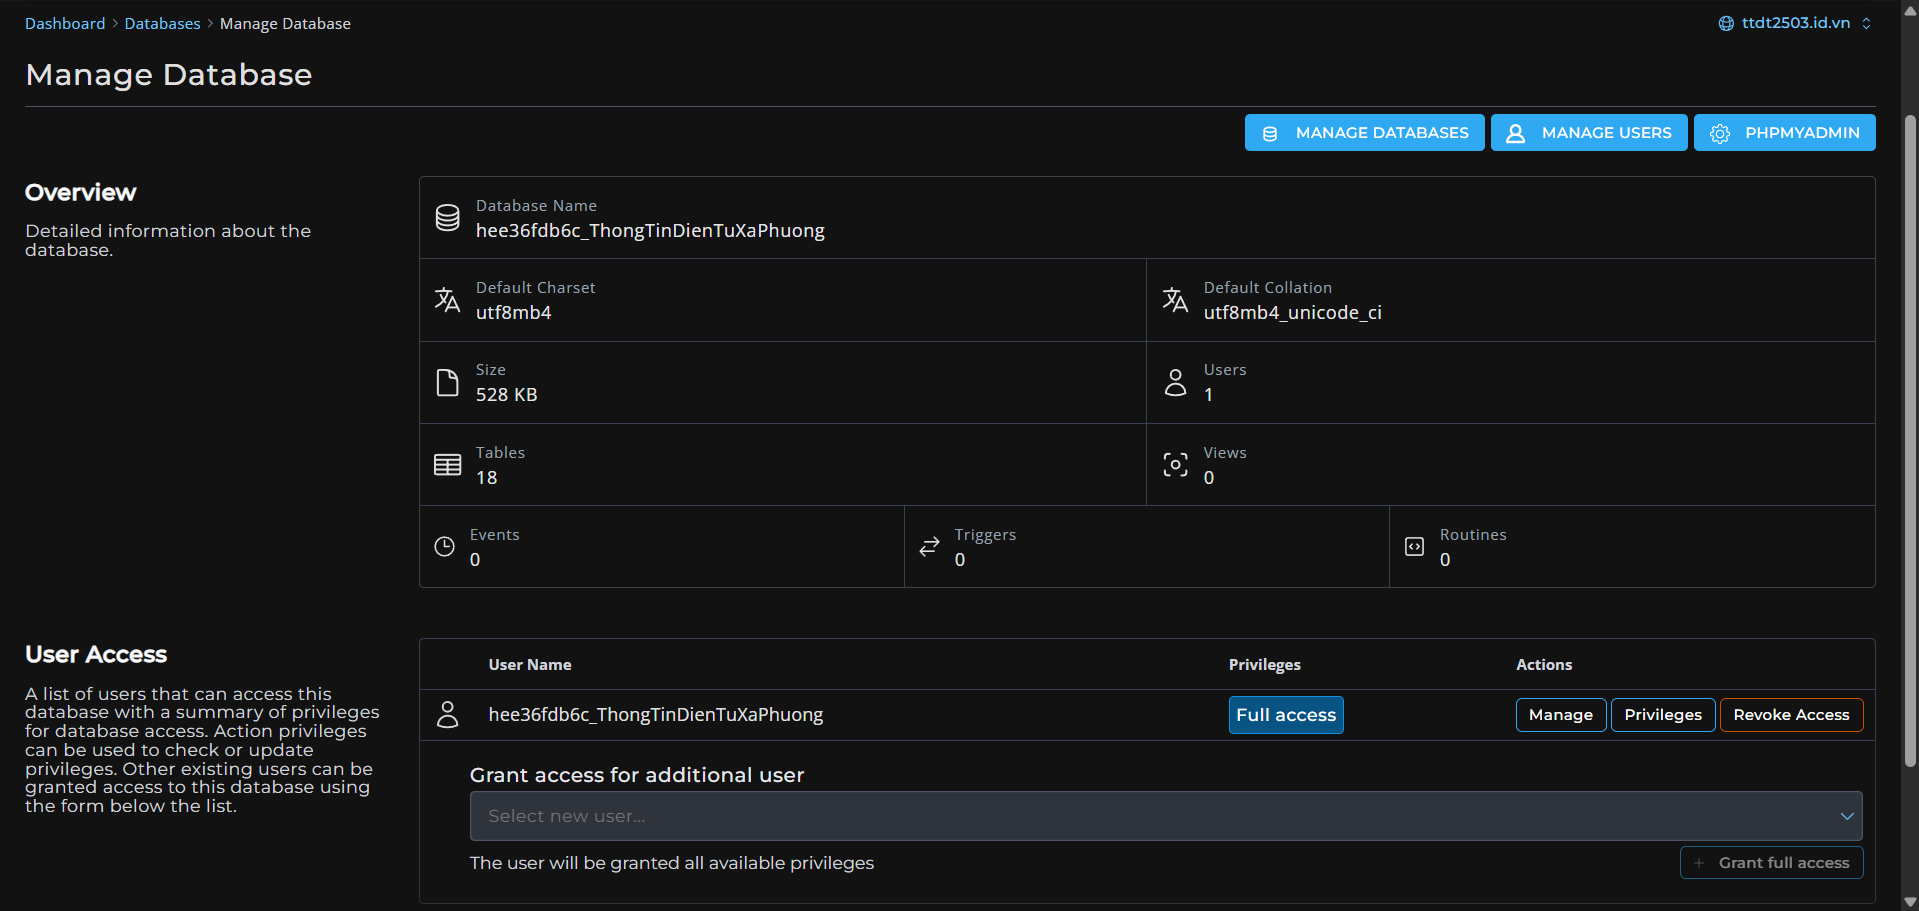 Dashboard > Databases > Manage Database
ttdt2503.id.vn
Manage Database
MANAGE DATABASES
MANAGE USERS
PHPMYADMIN
Overview
Detailed information about the
database.
Database Name
hee36fdb6c_ThongTinDienTuXaPhuong
Default Charset
utf8mb4
Default Collation
utf8mb4_unicode_ci
Size
528 KB
Users
1
Tables
18
Views
0
Events
0
Triggers
0
Routines
0
User Access
A list of users that can access this
database with a summary of privileges
for database access. Action privileges
can be used to check or update
privileges. Other existing users can be
granted access to this database using
the form below the list.
User Name
Privileges
Actions
hee36fdb6c_ThongTinDienTuXaPhuong
Full access
Manage
Privileges
Revoke Access
Grant access for additional user
Select new user...
The user will be granted all available privileges
+ Grant full access